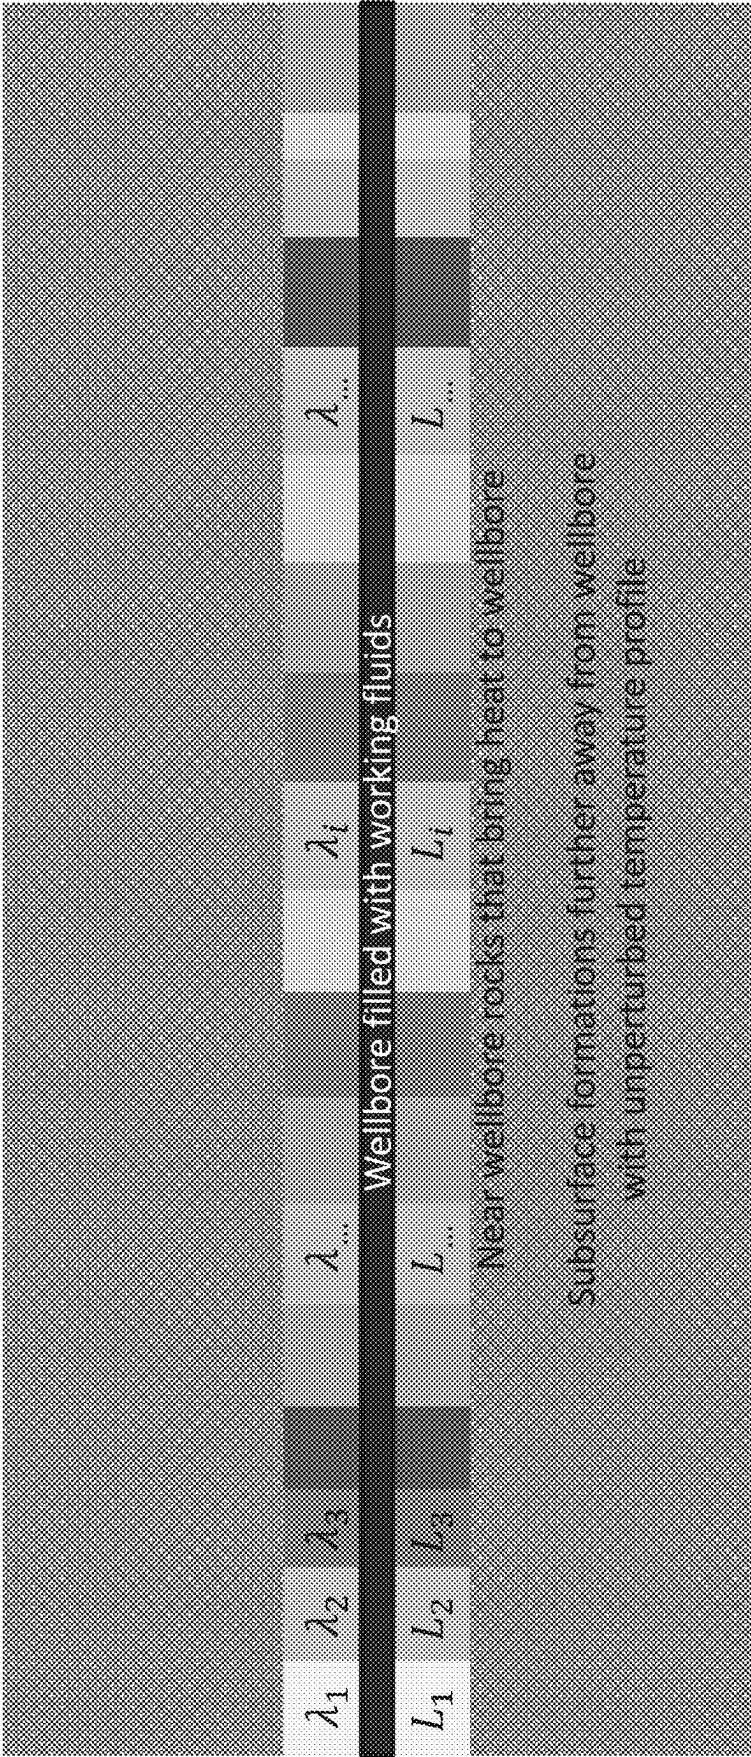 λ₁ λ₂ λ₃ λ... λᵢ λ...
Wellbore filled with working fluids
L₁ L₂ L₃ L... Lᵢ L...
Near wellbore rocks that bring heat to wellbore
Subsurface formations further away from wellbore
with unperturbed temperature profile